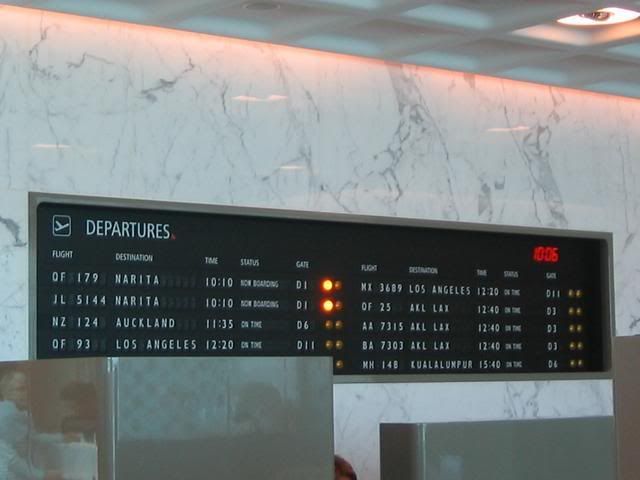 DEPARTURES
10:06
FLIGHT DESTINATION TIME STATUS GATE
QF 179 NARITA 10:10 NOW BOARDING D1
JL 5144 NARITA 10:10 NOW BOARDING D1
NZ 124 AUCKLAND 11:35 ON TIME D6
QF 93 LOS ANGELES 12:20 ON TIME D11
FLIGHT DESTINATION TIME STATUS GATE
MX 3689 LOS ANGELES 12:20 ON TIME D11
QF 25 AKL LAX 12:40 ON TIME D3
AA 7315 AKL LAX 12:40 ON TIME D3
BA 7303 AKL LAX 12:40 ON TIME D3
MH 148 KUALALUMPUR 15:40 ON TIME D6